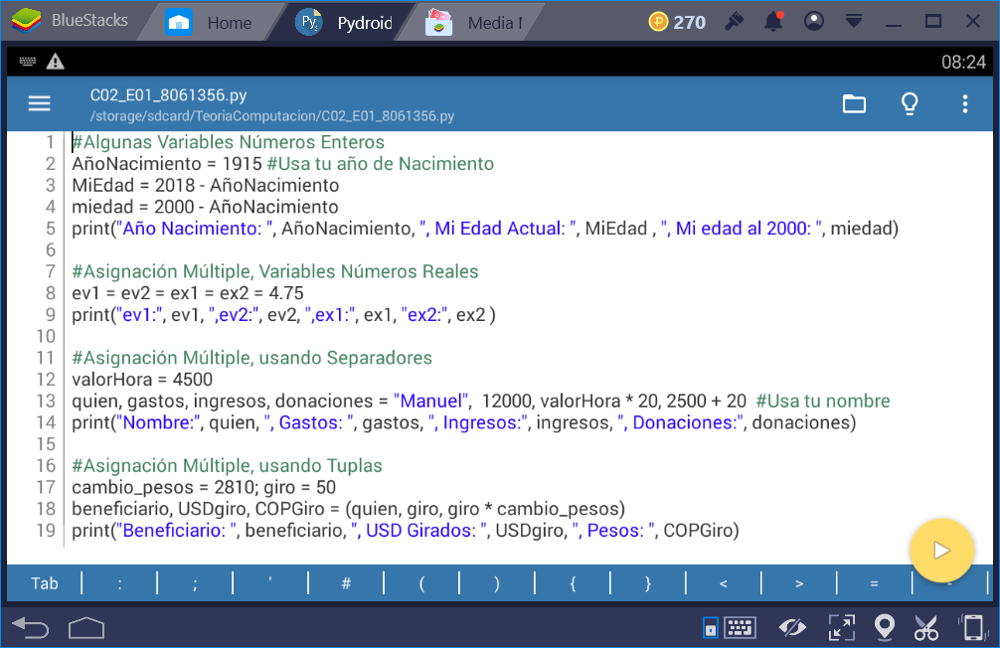 BlueStacks Home Pydroid Media 270
08:24
C02_E01_8061356.py
/storage/sdcard/TeoriaComputacion/C02_E01_8061356.py
1 #Algunas Variables Números Enteros
2 AñoNacimiento = 1915 #Usa tu año de Nacimiento
3 MiEdad = 2018 - AñoNacimiento
4 miedad = 2000 - AñoNacimiento
5 print("Año Nacimiento: ", AñoNacimiento, ", Mi Edad Actual: ", MiEdad , ", Mi edad al 2000: ", miedad)
6
7 #Asignación Múltiple, Variables Números Reales
8 ev1 = ev2 = ex1 = ex2 = 4.75
9 print("ev1:", ev1, ",ev2:", ev2, ",ex1:", ex1, "ex2:", ex2 )
10
11 #Asignación Múltiple, usando Separadores
12 valorHora = 4500
13 quien, gastos, ingresos, donaciones = "Manuel",  12000, valorHora * 20, 2500 + 20  #Usa tu nombre
14 print("Nombre:", quien, ", Gastos: ", gastos, ", Ingresos:", ingresos, ", Donaciones:", donaciones)
15
16 #Asignación Múltiple, usando Tuplas
17 cambio_pesos = 2810; giro = 50
18 beneficiario, USDgiro, COPGiro = (quien, giro, giro * cambio_pesos)
19 print("Beneficiario: ", beneficiario, ", USD Girados: ", USDgiro, ", Pesos: ", COPGiro)
Tab : ; ' # ( ) { } < > =